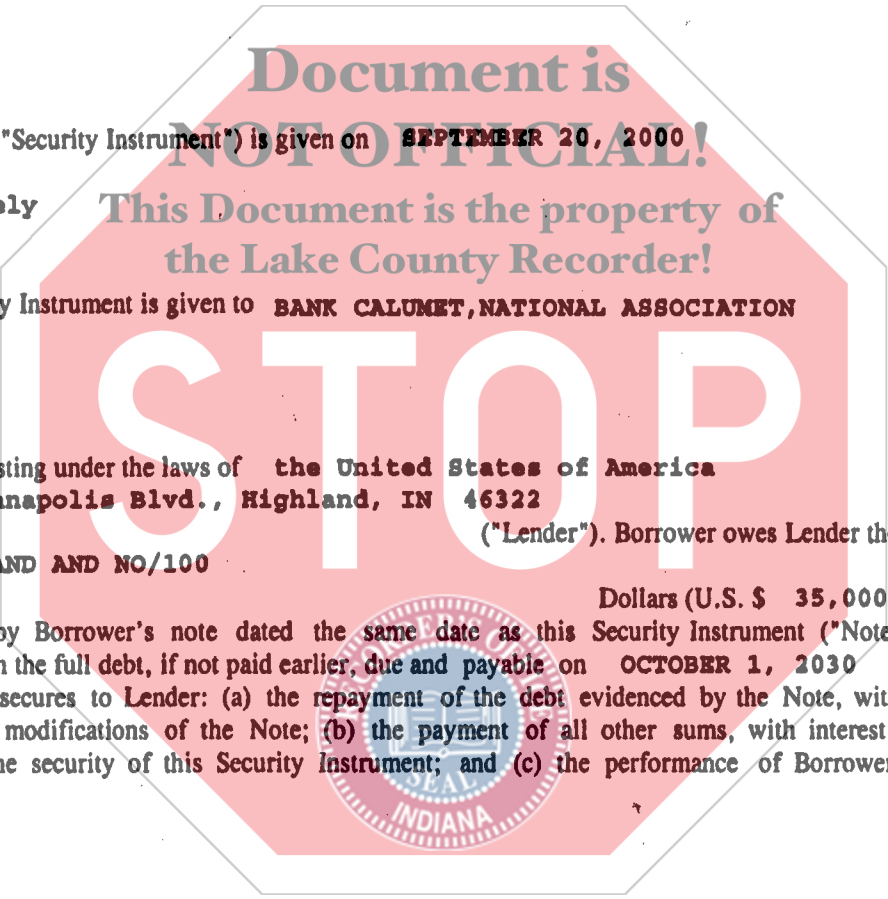 Document is
"Security Instrument") is given on SEPTEMBER 20, 2000
NOT OFFICIAL!
ely
This Document is the property of
the Lake County Recorder!
y Instrument is given to BANK CALUMET,NATIONAL ASSOCIATION
STOP
sting under the laws of the United States of America
napolis Blvd., Highland, IN 46322
("Lender"). Borrower owes Lender th
AND AND NO/100
Dollars (U.S. $ 35,000
by Borrower's note dated the same date as this Security Instrument ("Note
n the full debt, if not paid earlier, due and payable on OCTOBER 1, 2030
secures to Lender: (a) the repayment of the debt evidenced by the Note, wit
modifications of the Note; (b) the payment of all other sums, with interest
he security of this Security Instrument; and (c) the performance of Borrower
SEAL
INDIANA